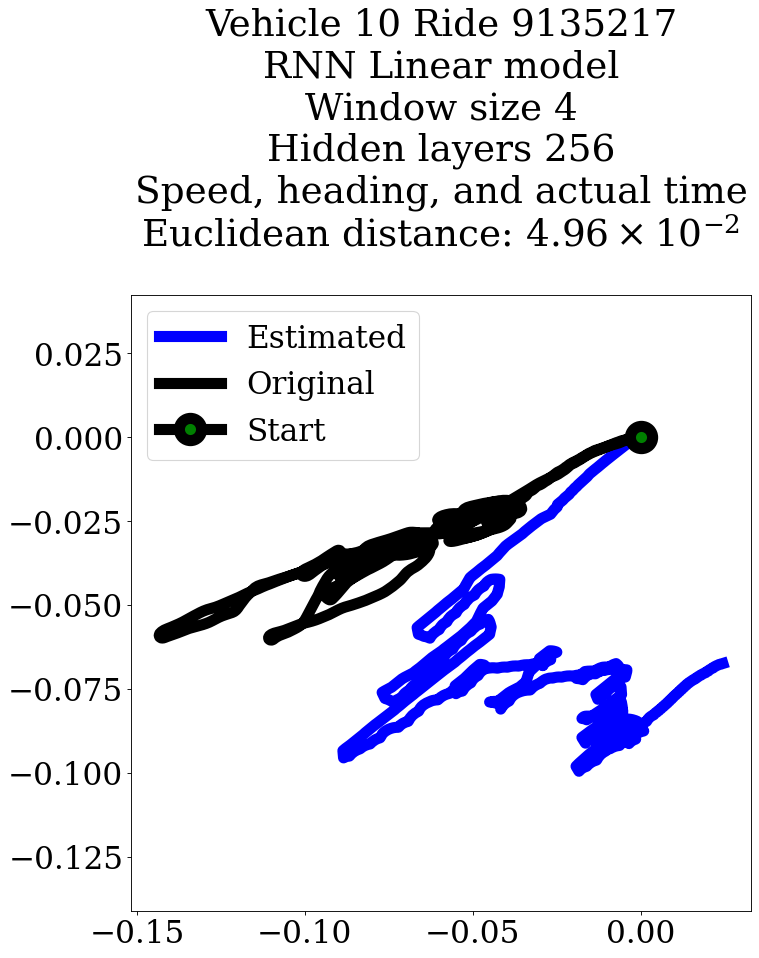 Vehicle 10 Ride 9135217
RNN Linear model
Window size 4
Hidden layers 256
Speed, heading, and actual time
Euclidean distance: 4.96 × 10⁻²
Estimated
Original
Start
0.025
0.000
−0.025
−0.050
−0.075
−0.100
−0.125
−0.15 −0.10 −0.05 0.00